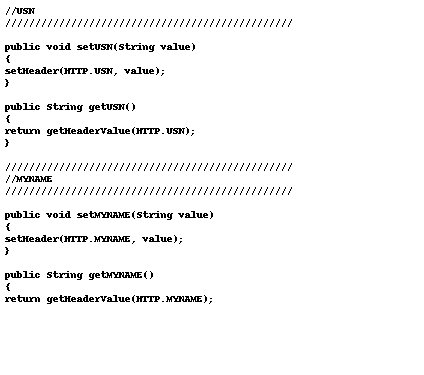 //USN
////////////////////////////////////////////////
public void setUSN(String value)
{
setHeader(HTTP.USN, value);
}
public String getUSN()
{
return getHeaderValue(HTTP.USN);
}
////////////////////////////////////////////////
//MYNAME
////////////////////////////////////////////////
public void setMYNAME(String value)
{
setHeader(HTTP.MYNAME, value);
}
public String getMYNAME()
{
return getHeaderValue(HTTP.MYNAME);